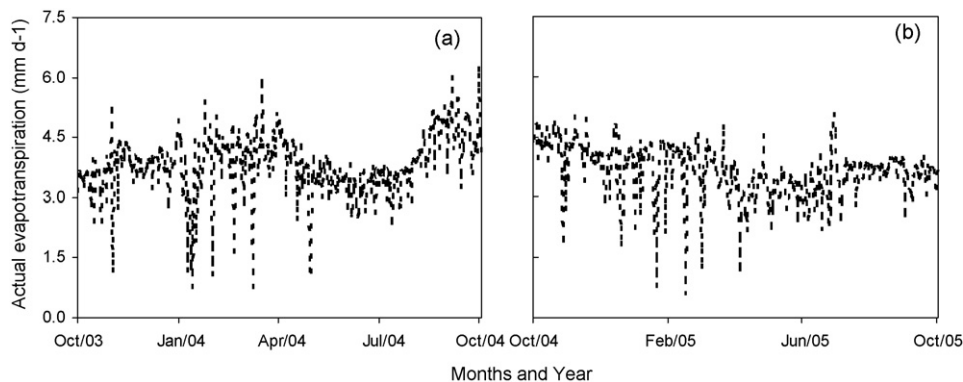 7.5
(a)
(b)
6.0
4.5
3.0
1.5
0.0
Actual evapotranspiration (mm d-1)
Oct/03 Jan/04 Apr/04 Jul/04 Oct/04 Oct/04 Feb/05 Jun/05 Oct/05
Months and Year